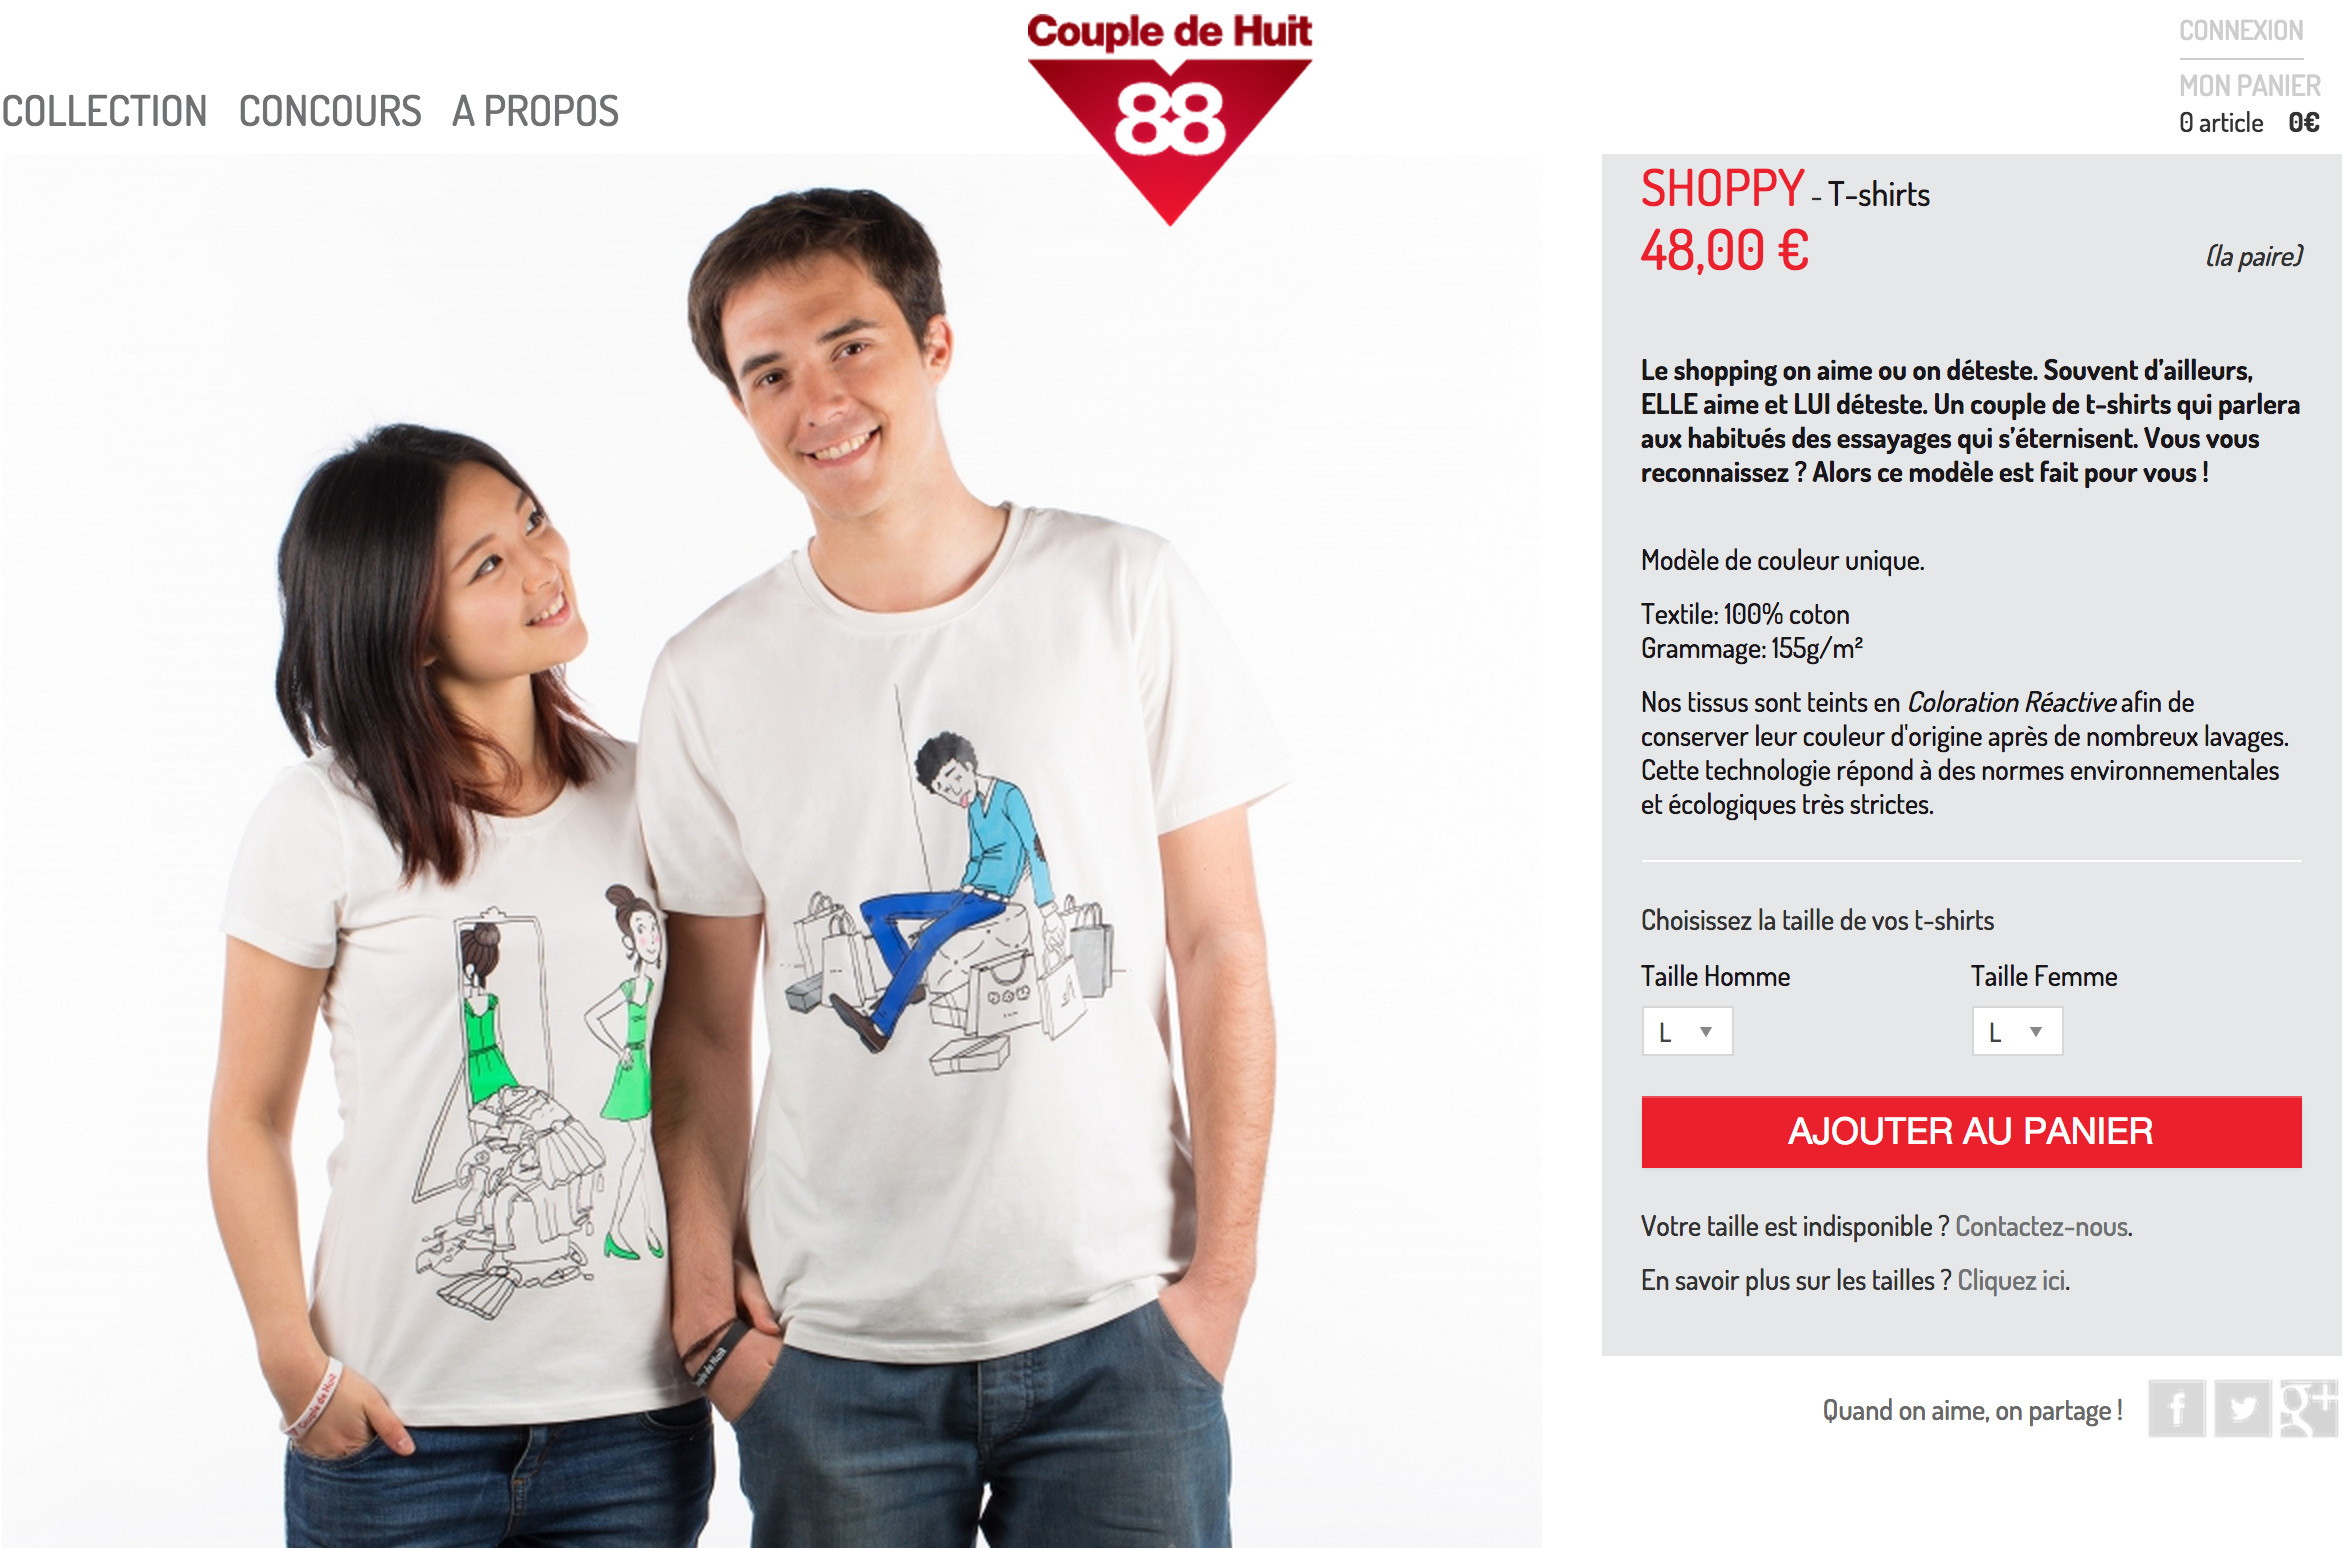 Couple de Huit
88
CONNEXION
MON PANIER
0 article 0€
COLLECTION CONCOURS A PROPOS
SHOPPY - T-shirts
48,00 € (la paire)
Le shopping on aime ou on déteste. Souvent d’ailleurs,
ELLE aime et LUI déteste. Un couple de t-shirts qui parlera
aux habitués des essayages qui s’éternisent. Vous vous
reconnaissez ? Alors ce modèle est fait pour vous !
Modèle de couleur unique.
Textile: 100% coton
Grammage: 155g/m²
Nos tissus sont teints en Coloration Réactive afin de
conserver leur couleur d'origine après de nombreux lavages.
Cette technologie répond à des normes environnementales
et écologiques très strictes.
Choisissez la taille de vos t-shirts
Taille Homme Taille Femme
L L
AJOUTER AU PANIER
Votre taille est indisponible ? Contactez-nous.
En savoir plus sur les tailles ? Cliquez ici.
Quand on aime, on partage !
f g+
Couple de Huit
Couple de Huit